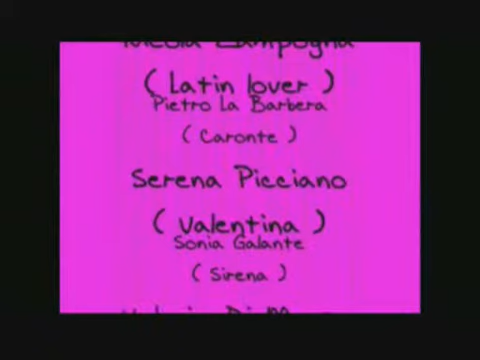 ( Latin lover )
Pietro La Barbera
( Caronte )
Serena Picciano
( Valentina )
Sonia Galante
( Sirena )